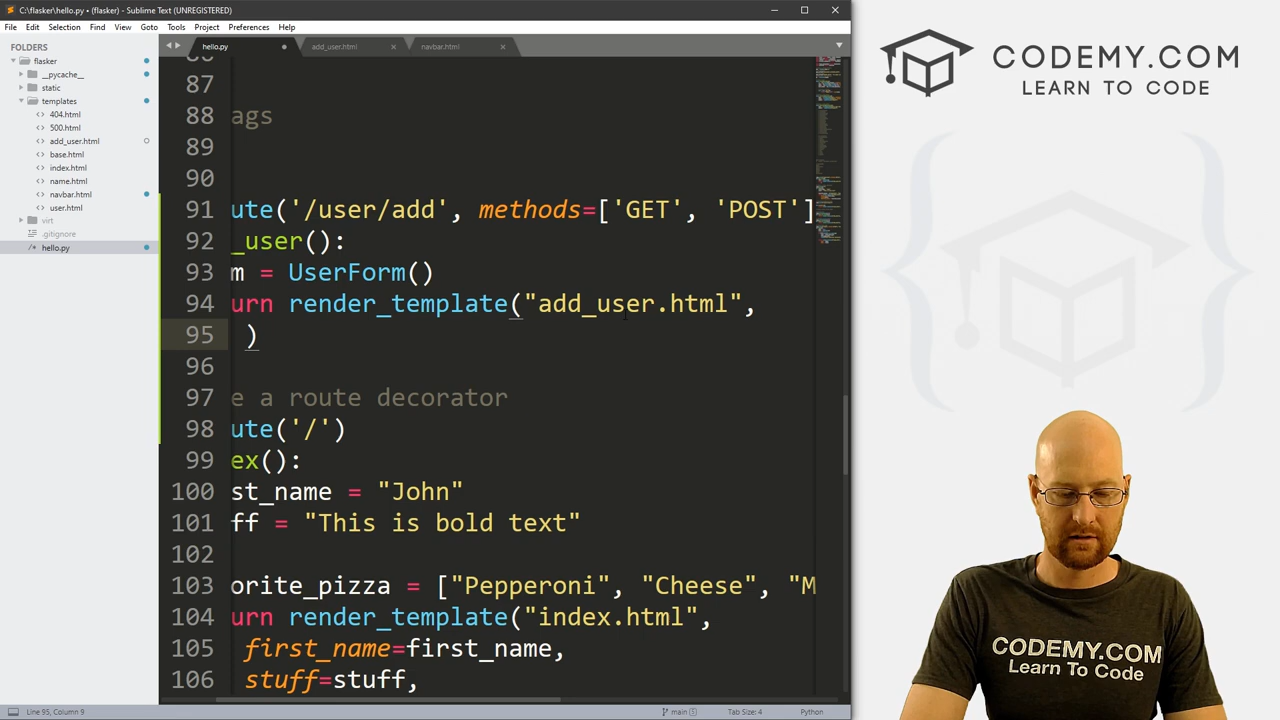 C:\flasker\hello.py • (flasker) - Sublime Text (UNREGISTERED)
File Edit Selection Find View Goto Tools Project Preferences Help
FOLDERS
flasker
__pycache__
static
templates
404.html
500.html
add_user.html
base.html
index.html
name.html
navbar.html
user.html
virt
.gitignore
hello.py
hello.py add_user.html navbar.html
86
87
88 ags
89
90
91 ute('/user/add', methods=['GET', 'POST']
92 _user():
93 m = UserForm()
94 urn render_template("add_user.html",
95 )
96
97 e a route decorator
98 ute('/')
99 ex():
100 st_name = "John"
101 ff = "This is bold text"
102
103 orite_pizza = ["Pepperoni", "Cheese", "M
104 urn render_template("index.html",
105 first_name=first_name,
106 stuff=stuff,
Line 95, Column 9 main Tab Size: 4 Python
CODEMY.COM
LEARN TO CODE
CODEMY.COM
Learn To Code